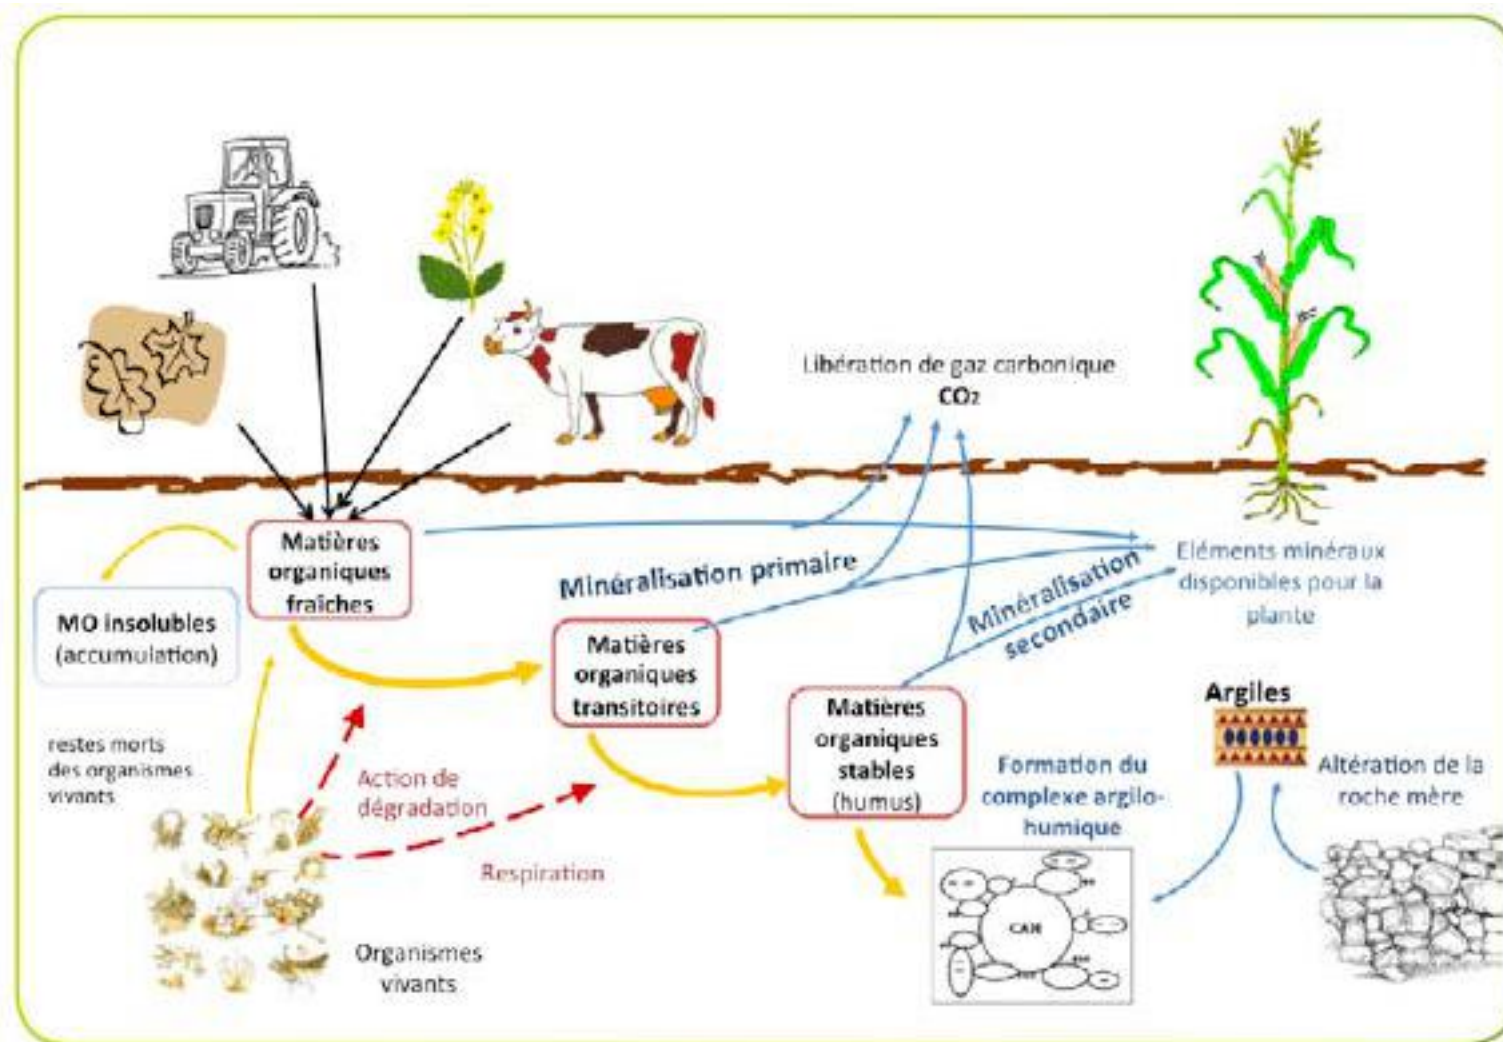 Libération de gaz carbonique
CO2
Matières
organiques
fraîches
MO insolubles
(accumulation)
Minéralisation primaire
Minéralisation
secondaire
Eléments minéraux
disponibles pour la
plante
Matières
organiques
transitoires
Matières
organiques
stables
(humus)
Argiles
restes morts
des organismes
vivants
Action de
dégradation
Respiration
Formation du
complexe argilo-
humique
Altération de la
roche mère
CAH
Organismes
vivants